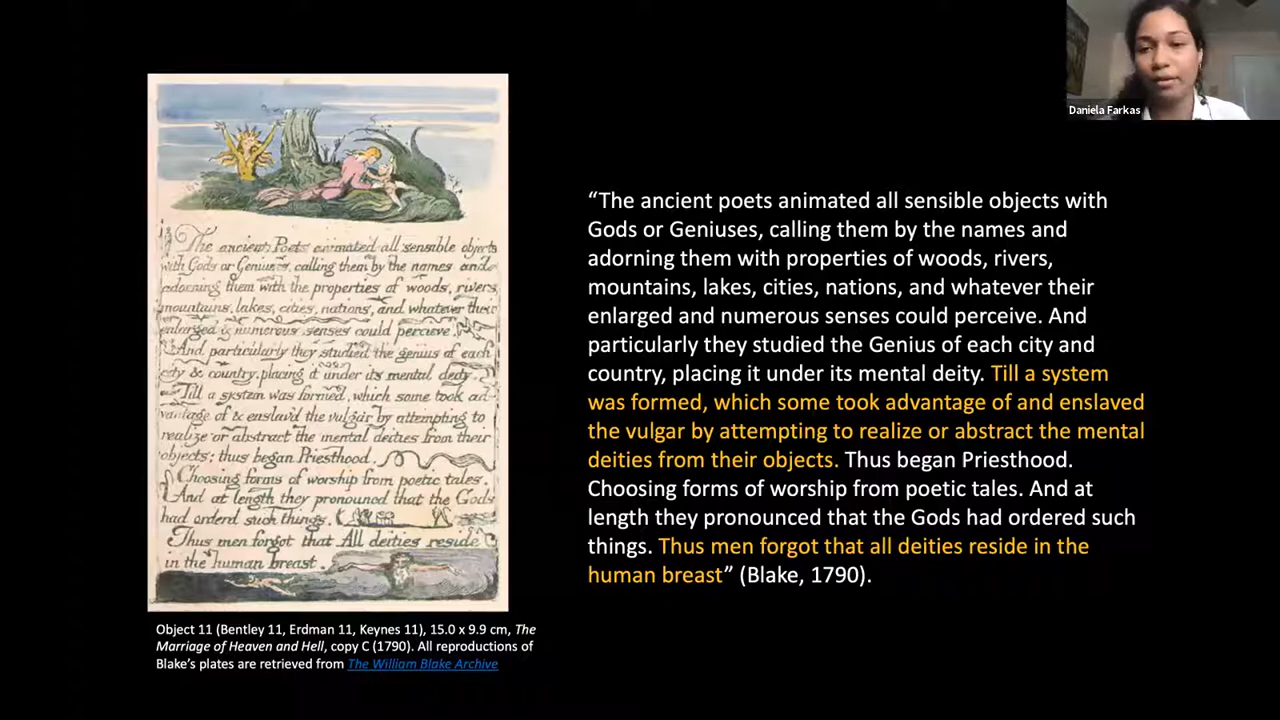 Daniela Farkas
The ancient Poets animated all sensible objects
with Gods or Geniuses, calling them by the names and
adorning them with the properties of woods, rivers,
mountains, lakes, cities, nations, and whatever their
enlarged & numerous senses could percieve.
And particularly they studied the genius of each
city & country, placing it under its mental deity.
Till a system was formed, which some took ad-
vantage of & enslav'd the vulgar by attempting to
realize or abstract the mental deities from their
objects; thus began Priesthood.
Choosing forms of worship from poetic tales.
And at length they pronounced that the Gods
had orderd such things.
Thus men forgot that All deities reside
in the human breast.
Object 11 (Bentley 11, Erdman 11, Keynes 11), 15.0 x 9.9 cm, The
Marriage of Heaven and Hell, copy C (1790). All reproductions of
Blake's plates are retrieved from The William Blake Archive
“The ancient poets animated all sensible objects with
Gods or Geniuses, calling them by the names and
adorning them with properties of woods, rivers,
mountains, lakes, cities, nations, and whatever their
enlarged and numerous senses could perceive. And
particularly they studied the Genius of each city and
country, placing it under its mental deity. Till a system
was formed, which some took advantage of and enslaved
the vulgar by attempting to realize or abstract the mental
deities from their objects. Thus began Priesthood.
Choosing forms of worship from poetic tales. And at
length they pronounced that the Gods had ordered such
things. Thus men forgot that all deities reside in the
human breast” (Blake, 1790).